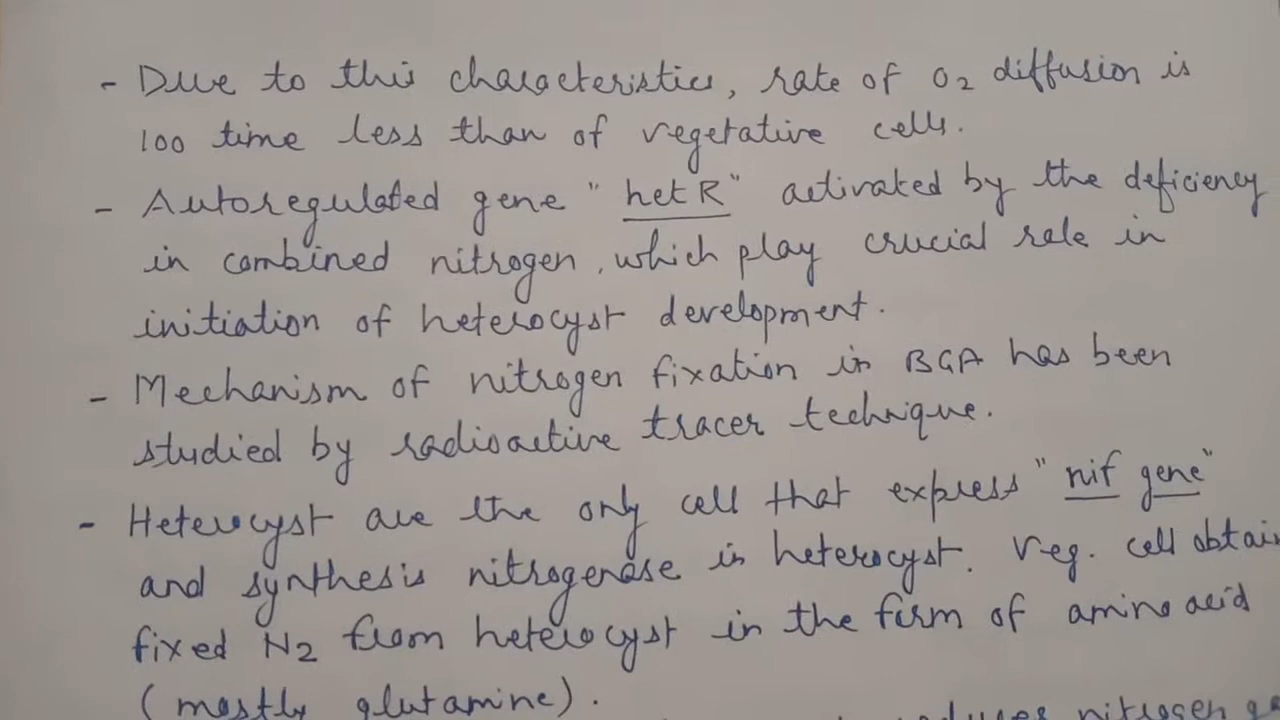 - Due to this characteristics, rate of O2 diffusion is
100 time less than of vegetative cells.
- Autoregulated gene "hetR" activated by the deficiency
in combined nitrogen, which play crucial role in
initiation of heterocyst development.
- Mechanism of nitrogen fixation in BGA has been
studied by radioactive tracer technique.
- Heterocyst are the only cell that express "nif gene"
and synthesis nitrogenase in heterocyst. Veg. cell obtain
fixed N2 from heterocyst in the form of amino acid
(mostly glutamine).
nitrogen